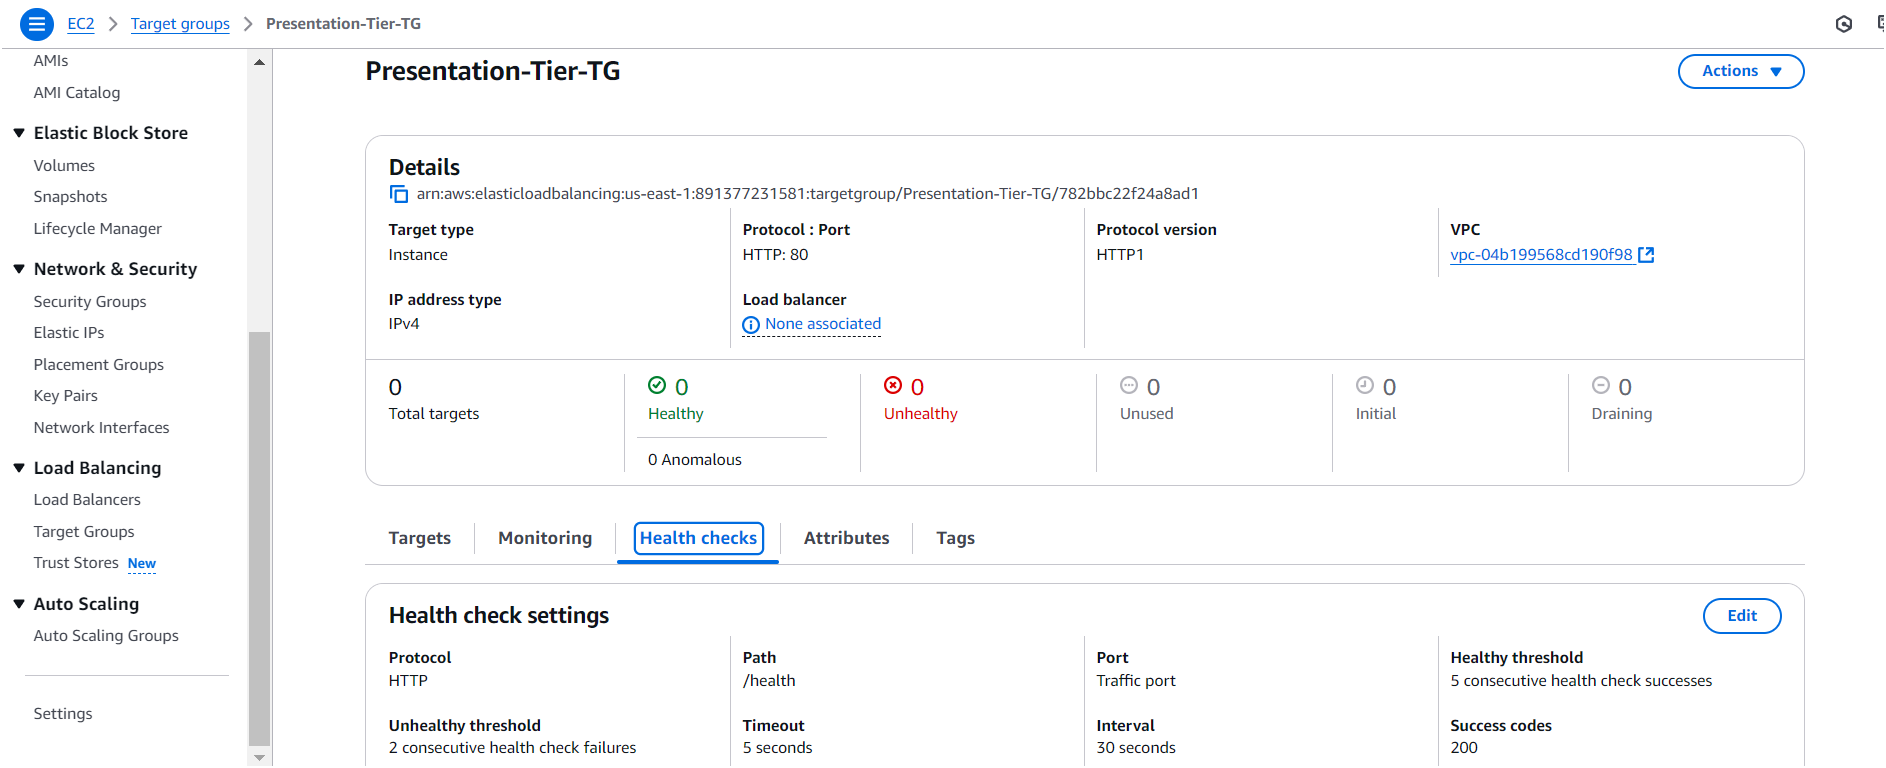 EC2 > Target groups > Presentation-Tier-TG
AMIs
AMI Catalog
Elastic Block Store
Volumes
Snapshots
Lifecycle Manager
Network & Security
Security Groups
Elastic IPs
Placement Groups
Key Pairs
Network Interfaces
Load Balancing
Load Balancers
Target Groups
Trust Stores New
Auto Scaling
Auto Scaling Groups
Settings
Presentation-Tier-TG
Actions
Details
arn:aws:elasticloadbalancing:us-east-1:891377231581:targetgroup/Presentation-Tier-TG/782bbc22f24a8ad1
Target type
Instance
Protocol : Port
HTTP: 80
Protocol version
HTTP1
VPC
vpc-04b199568cd190f98
IP address type
IPv4
Load balancer
None associated
0
Total targets
0
Healthy
0 Anomalous
0
Unhealthy
0
Unused
0
Initial
0
Draining
Targets
Monitoring
Health checks
Attributes
Tags
Health check settings
Edit
Protocol
HTTP
Path
/health
Port
Traffic port
Healthy threshold
5 consecutive health check successes
Unhealthy threshold
2 consecutive health check failures
Timeout
5 seconds
Interval
30 seconds
Success codes
200